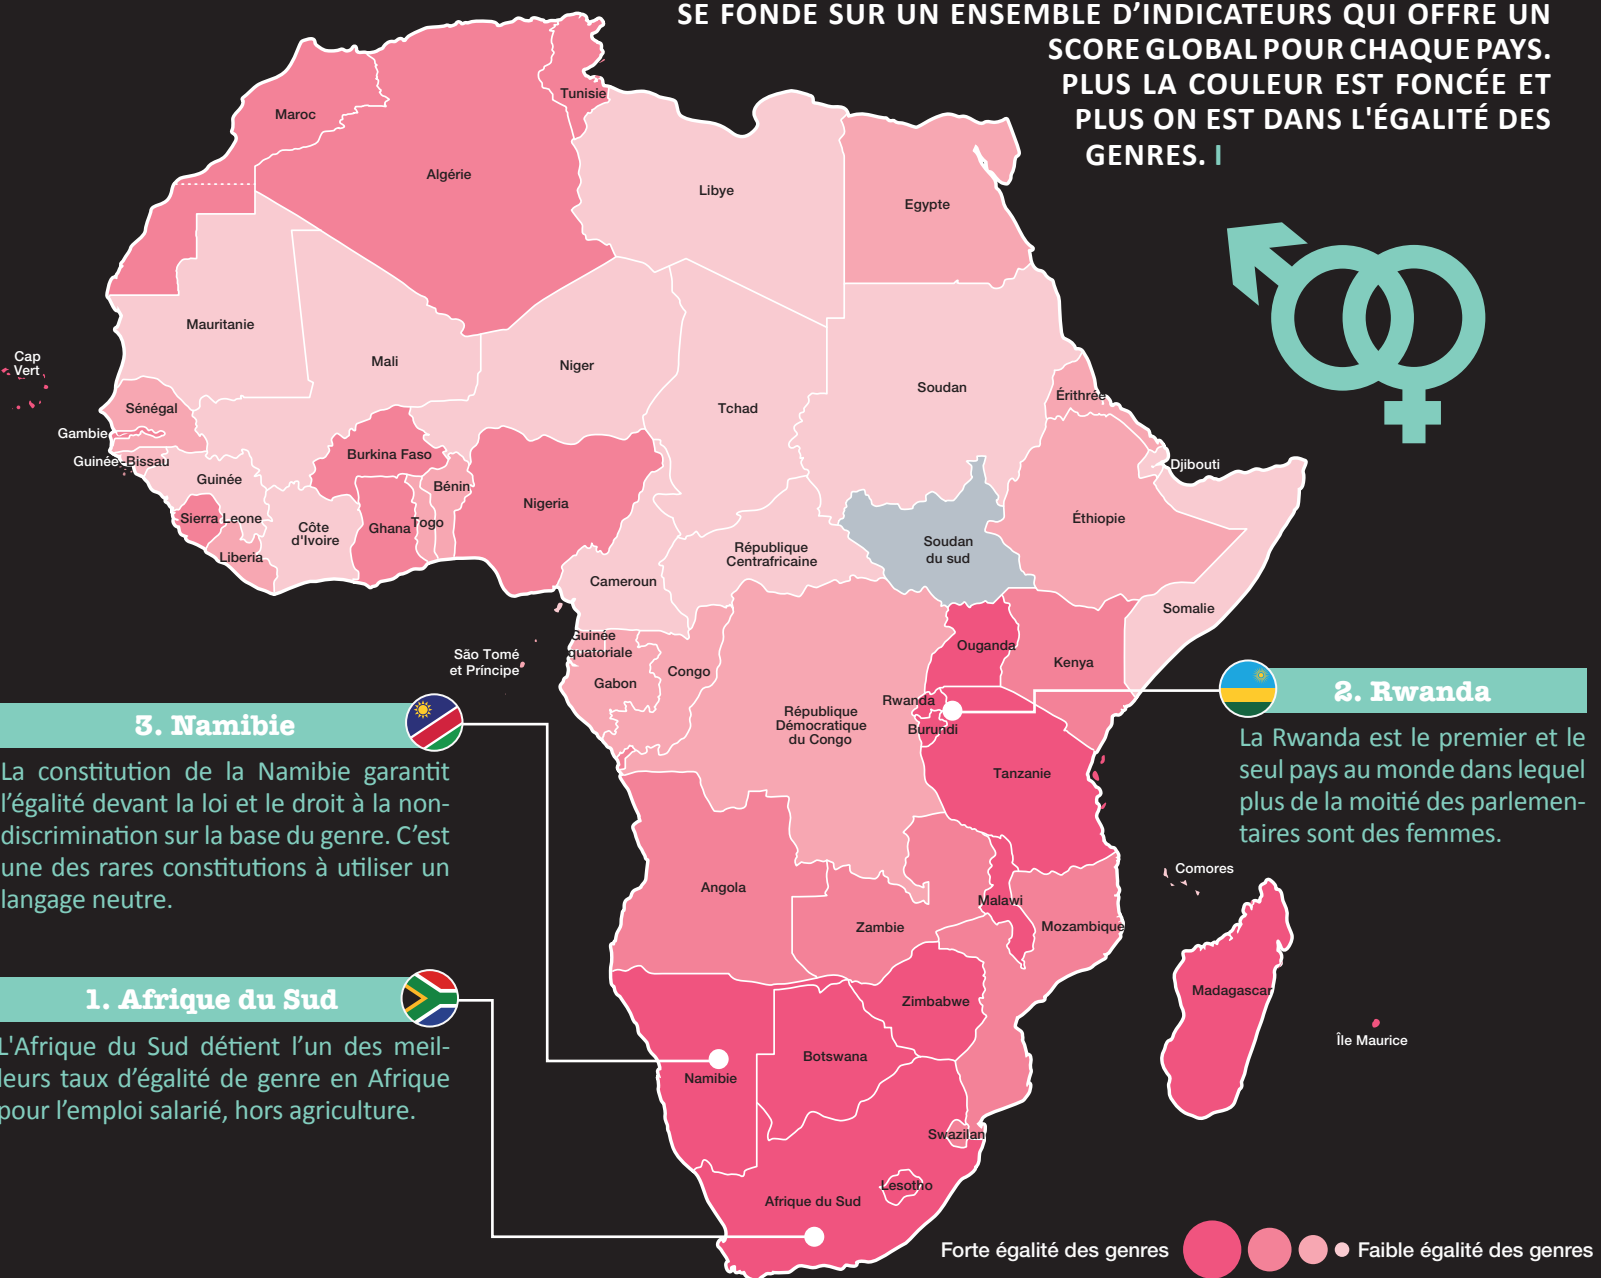 SE FONDE SUR UN ENSEMBLE D’INDICATEURS QUI OFFRE UN
SCORE GLOBAL POUR CHAQUE PAYS.
PLUS LA COULEUR EST FONCÉE ET
PLUS ON EST DANS L'ÉGALITÉ DES
GENRES. I
Tunisie
Maroc
Algérie
Libye
Egypte
Mauritanie
Cap
Vert
Mali
Niger
Tchad
Soudan
Érithrée
Sénégal
Gambie
Guinée-Bissau
Burkina Faso
Djibouti
Guinée
Bénin
Nigeria
Sierra Leone
Côte
d'Ivoire
Ghana
Togo
Éthiopie
Liberia
Soudan
du sud
République
Centrafricaine
Cameroun
Somalie
Guinée
quatoriale
São Tomé
et Príncipe
Ouganda
Kenya
Congo
Gabon
Rwanda
République
Démocratique
du Congo
Burundi
Tanzanie
2. Rwanda
La Rwanda est le premier et le
seul pays au monde dans lequel
plus de la moitié des parlemen-
taires sont des femmes.
3. Namibie
La constitution de la Namibie garantit
l’égalité devant la loi et le droit à la non-
discrimination sur la base du genre. C’est
une des rares constitutions à utiliser un
langage neutre.
Comores
Angola
Malawi
Zambie
Mozambique
Madagascar
Zimbabwe
Île Maurice
Botswana
Namibie
1. Afrique du Sud
L'Afrique du Sud détient l’un des meil-
leurs taux d’égalité de genre en Afrique
pour l’emploi salarié, hors agriculture.
Swazilan
Lesotho
Afrique du Sud
Forte égalité des genres
Faible égalité des genres